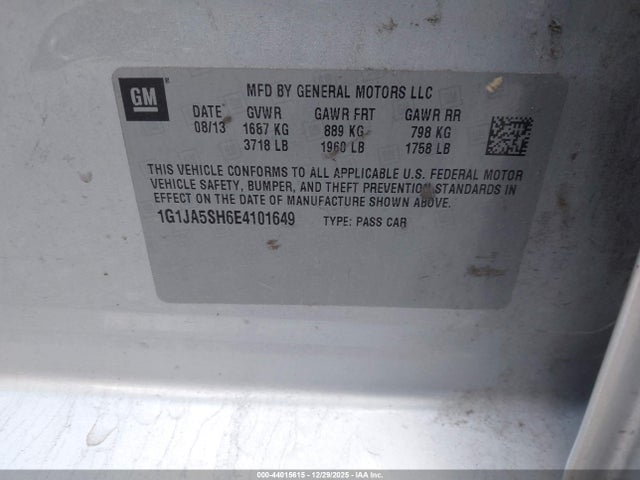 GM
MFD BY GENERAL MOTORS LLC
DATE GVWR GAWR FRT GAWR RR
08/13 1687 KG 889 KG 798 KG
3718 LB 1960 LB 1758 LB
THIS VEHICLE CONFORMS TO ALL APPLICABLE U.S. FEDERAL MOTOR
VEHICLE SAFETY, BUMPER, AND THEFT PREVENTION STANDARDS IN
EFFECT ON THE DATE OF MANUFACTURE SHOWN ABOVE.
1G1JA5SH6E4101649 TYPE: PASS CAR
000-44015615 - 12/29/2025 - IAAI